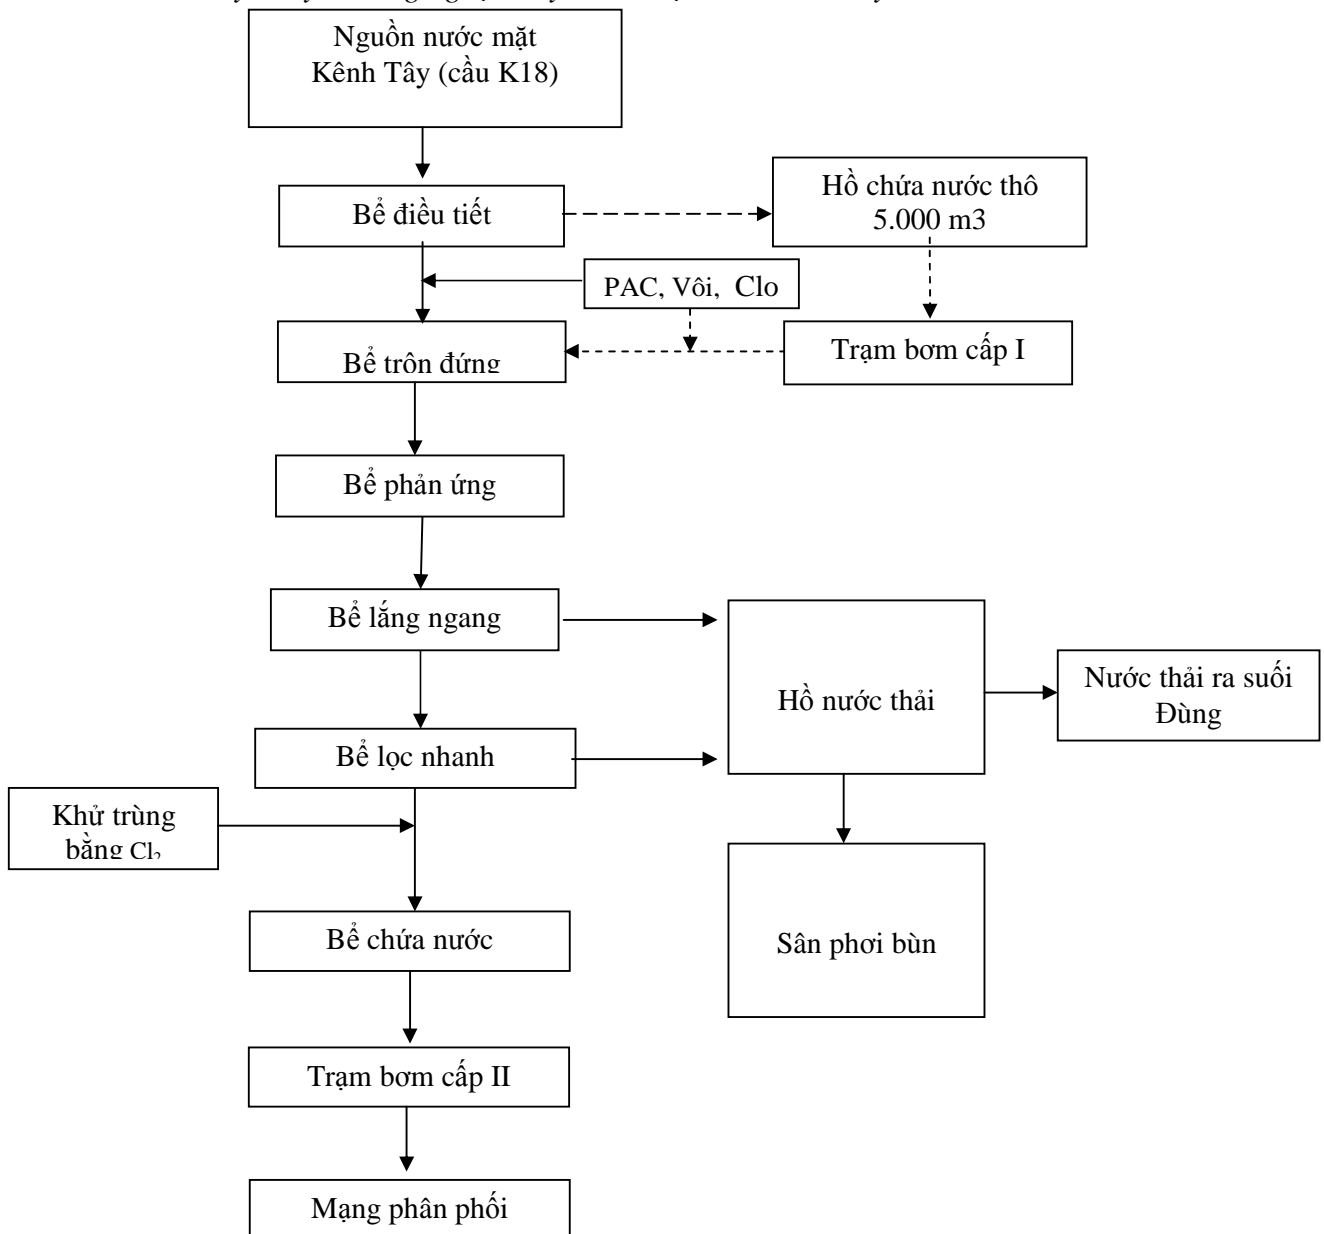 Nguồn nước mặt
Kênh Tây (cầu K18)
Bể điều tiết
Hồ chứa nước thô
5.000 m3
PAC, Vôi, Clo
Bể trộn đứng
Trạm bơm cấp I
Bể phản ứng
Bể lắng ngang
Hồ nước thải
Nước thải ra suối
Đùng
Bể lọc nhanh
Khử trùng
bằng Cl₂
Bể chứa nước
Sân phơi bùn
Trạm bơm cấp II
Mạng phân phối